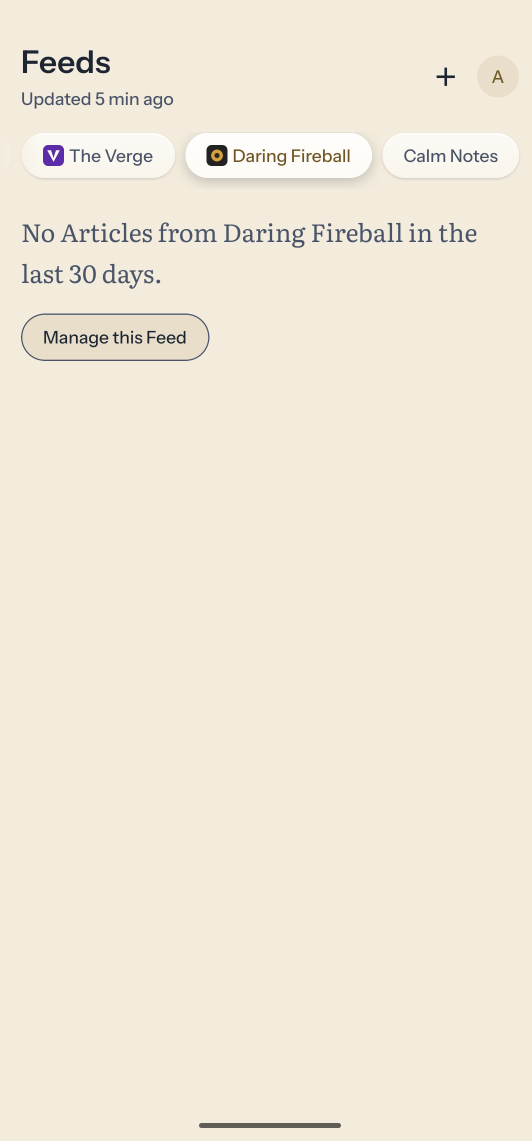 Feeds
Updated 5 min ago
A
The Verge
Daring Fireball
Calm Notes
No Articles from Daring Fireball in the
last 30 days.
Manage this Feed